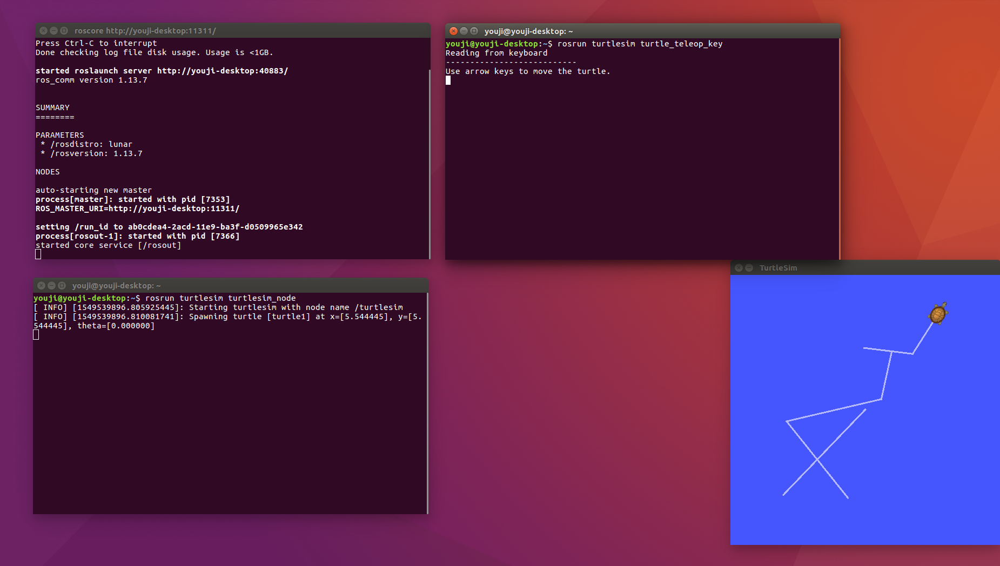 roscore http://youji-desktop:11311/
Press Ctrl-C to interrupt
Done checking log file disk usage. Usage is <1GB.
started roslaunch server http://youji-desktop:40883/
ros_comm version 1.13.7
SUMMARY
========
PARAMETERS
 * /rosdistro: lunar
 * /rosversion: 1.13.7
NODES
auto-starting new master
process[master]: started with pid [7353]
ROS_MASTER_URI=http://youji-desktop:11311/
setting /run_id to ab0cdea4-2acd-11e9-ba3f-d0509965e342
process[rosout-1]: started with pid [7366]
started core service [/rosout]
youji@youji-desktop: ~
youji@youji-desktop:~$ rosrun turtlesim turtle_teleop_key
Reading from keyboard
---------------------------
Use arrow keys to move the turtle.
youji@youji-desktop: ~
youji@youji-desktop:~$ rosrun turtlesim turtlesim_node
[ INFO] [1549539896.805925445]: Starting turtlesim with node name /turtlesim
[ INFO] [1549539896.810081741]: Spawning turtle [turtle1] at x=[5.544445], y=[5.
544445], theta=[0.000000]
TurtleSim